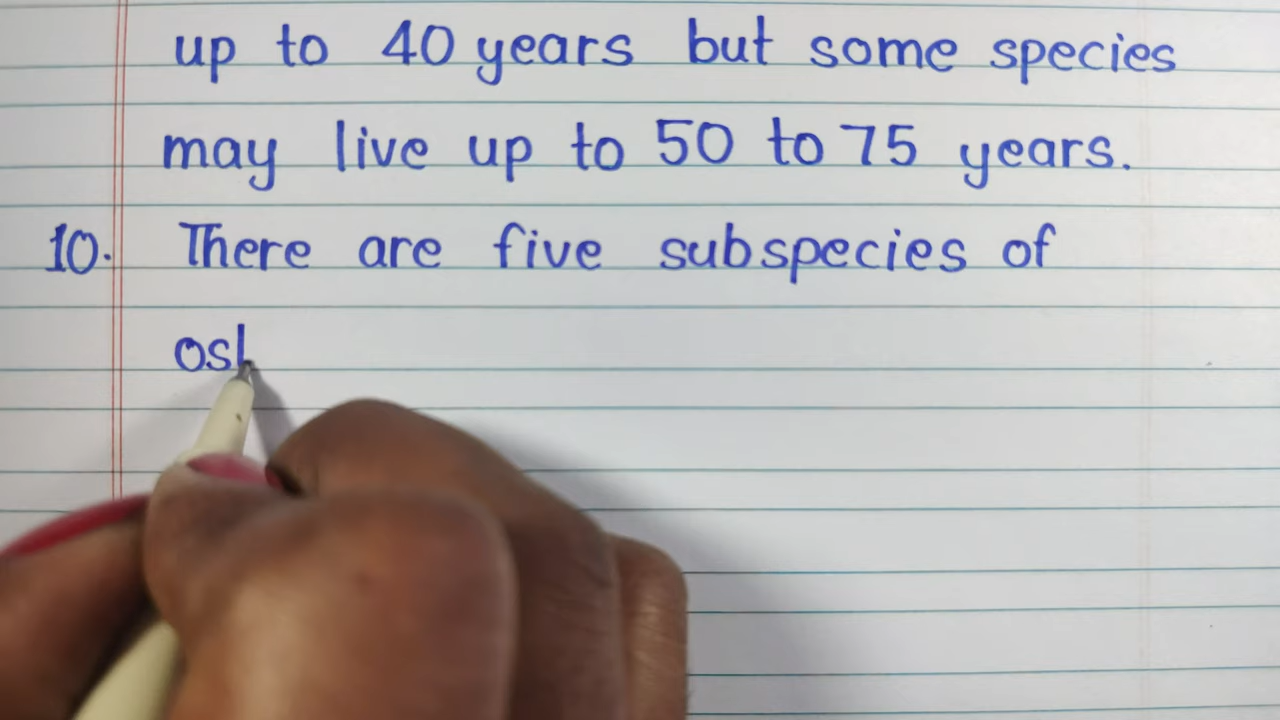 up to 40 years but some species
may live up to 50 to 75 years.
10. There are five subspecies of